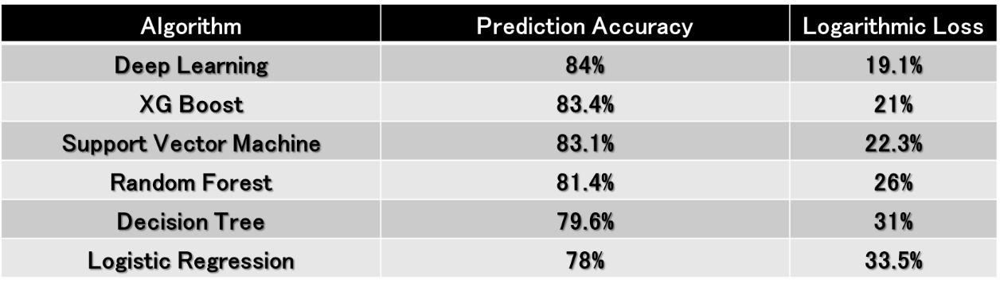 Algorithm Prediction Accuracy Logarithmic Loss
Deep Learning 84% 19.1%
XG Boost 83.4% 21%
Support Vector Machine 83.1% 22.3%
Random Forest 81.4% 26%
Decision Tree 79.6% 31%
Logistic Regression 78% 33.5%